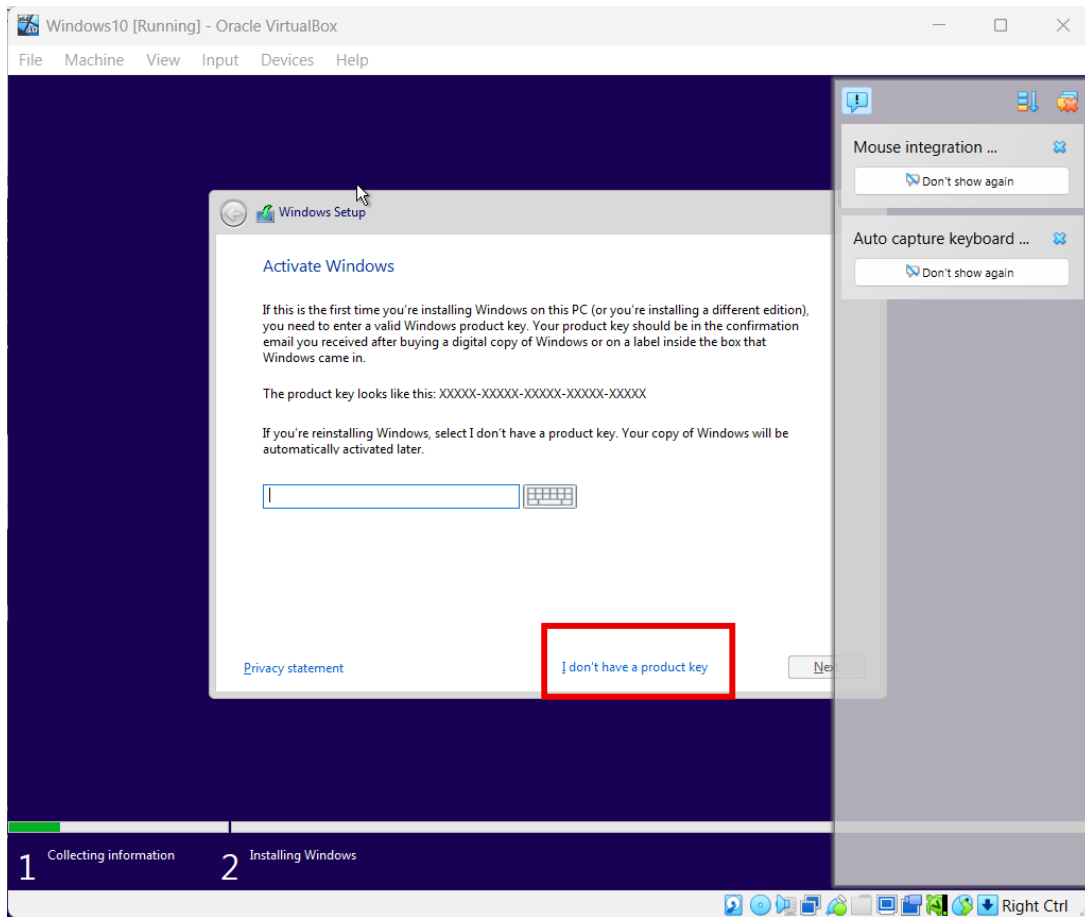 Windows10 [Running] - Oracle VirtualBox
File Machine View Input Devices Help
Mouse integration ...
Don't show again
Auto capture keyboard ...
Don't show again
Windows Setup
Activate Windows
If this is the first time you're installing Windows on this PC (or you're installing a different edition),
you need to enter a valid Windows product key. Your product key should be in the confirmation
email you received after buying a digital copy of Windows or on a label inside the box that
Windows came in.
The product key looks like this: XXXXX-XXXXX-XXXXX-XXXXX-XXXXX
If you're reinstalling Windows, select I don't have a product key. Your copy of Windows will be
automatically activated later.
Privacy statement
I don't have a product key
Next
1 Collecting information
2 Installing Windows
Right Ctrl